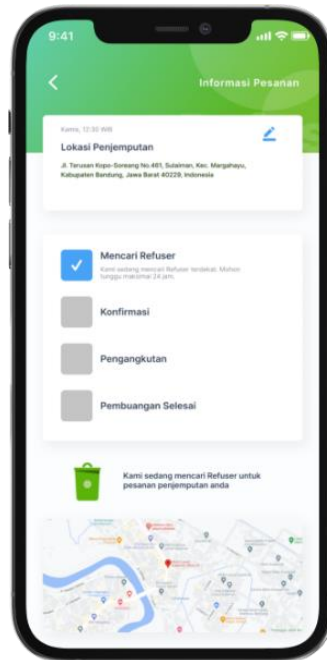 9:41
Informasi Pesanan
Kamis, 12:30 WIB
Lokasi Penjemputan
Jl. Terusan Kopo-Soreang No.461, Sulaiman, Kec. Margahayu,
Kabupaten Bandung, Jawa Barat 40229, Indonesia
Mencari Refuser
Kami sedang mencari Refuser terdekat. Mohon
tunggu maksimal 24 jam.
Konfirmasi
Pengangkutan
Pembuangan Selesai
Kami sedang mencari Refuser untuk
pesanan penjemputan anda